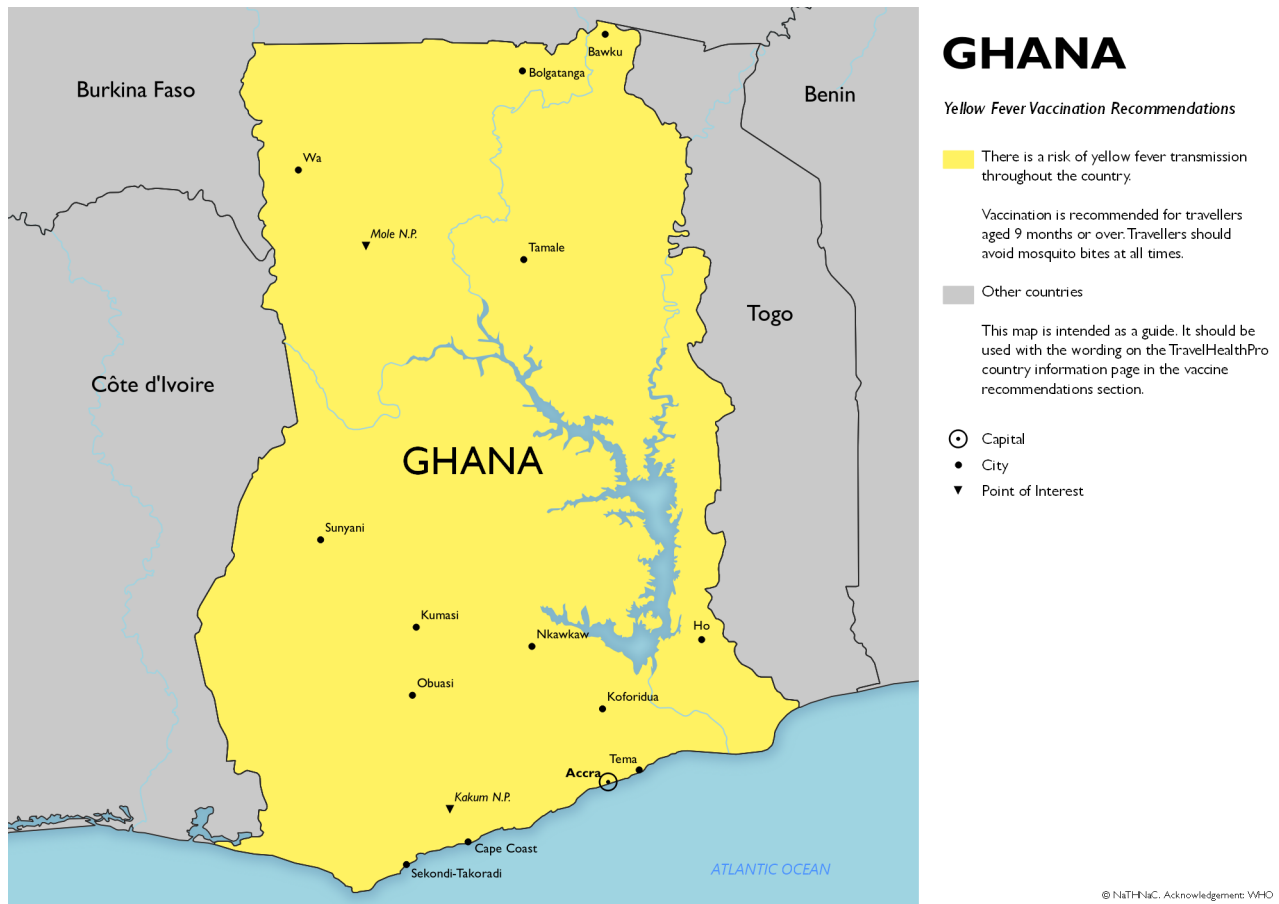 Burkina Faso
Bawku
Bolgatanga
Benin
Wa
Mole N.P.
Tamale
Togo
Côte d'Ivoire
GHANA
Sunyani
Kumasi
Nkawkaw
Ho
Obuasi
Koforidua
Tema
Accra
Kakum N.P.
Cape Coast
Sekondi-Takoradi
ATLANTIC OCEAN
GHANA
Yellow Fever Vaccination Recommendations
There is a risk of yellow fever transmission
throughout the country.
Vaccination is recommended for travellers
aged 9 months or over. Travellers should
avoid mosquito bites at all times.
Other countries
This map is intended as a guide. It should be
used with the wording on the TravelHealthPro
country information page in the vaccine
recommendations section.
Capital
City
Point of Interest
© NaTHNaC. Acknowledgement: WHO